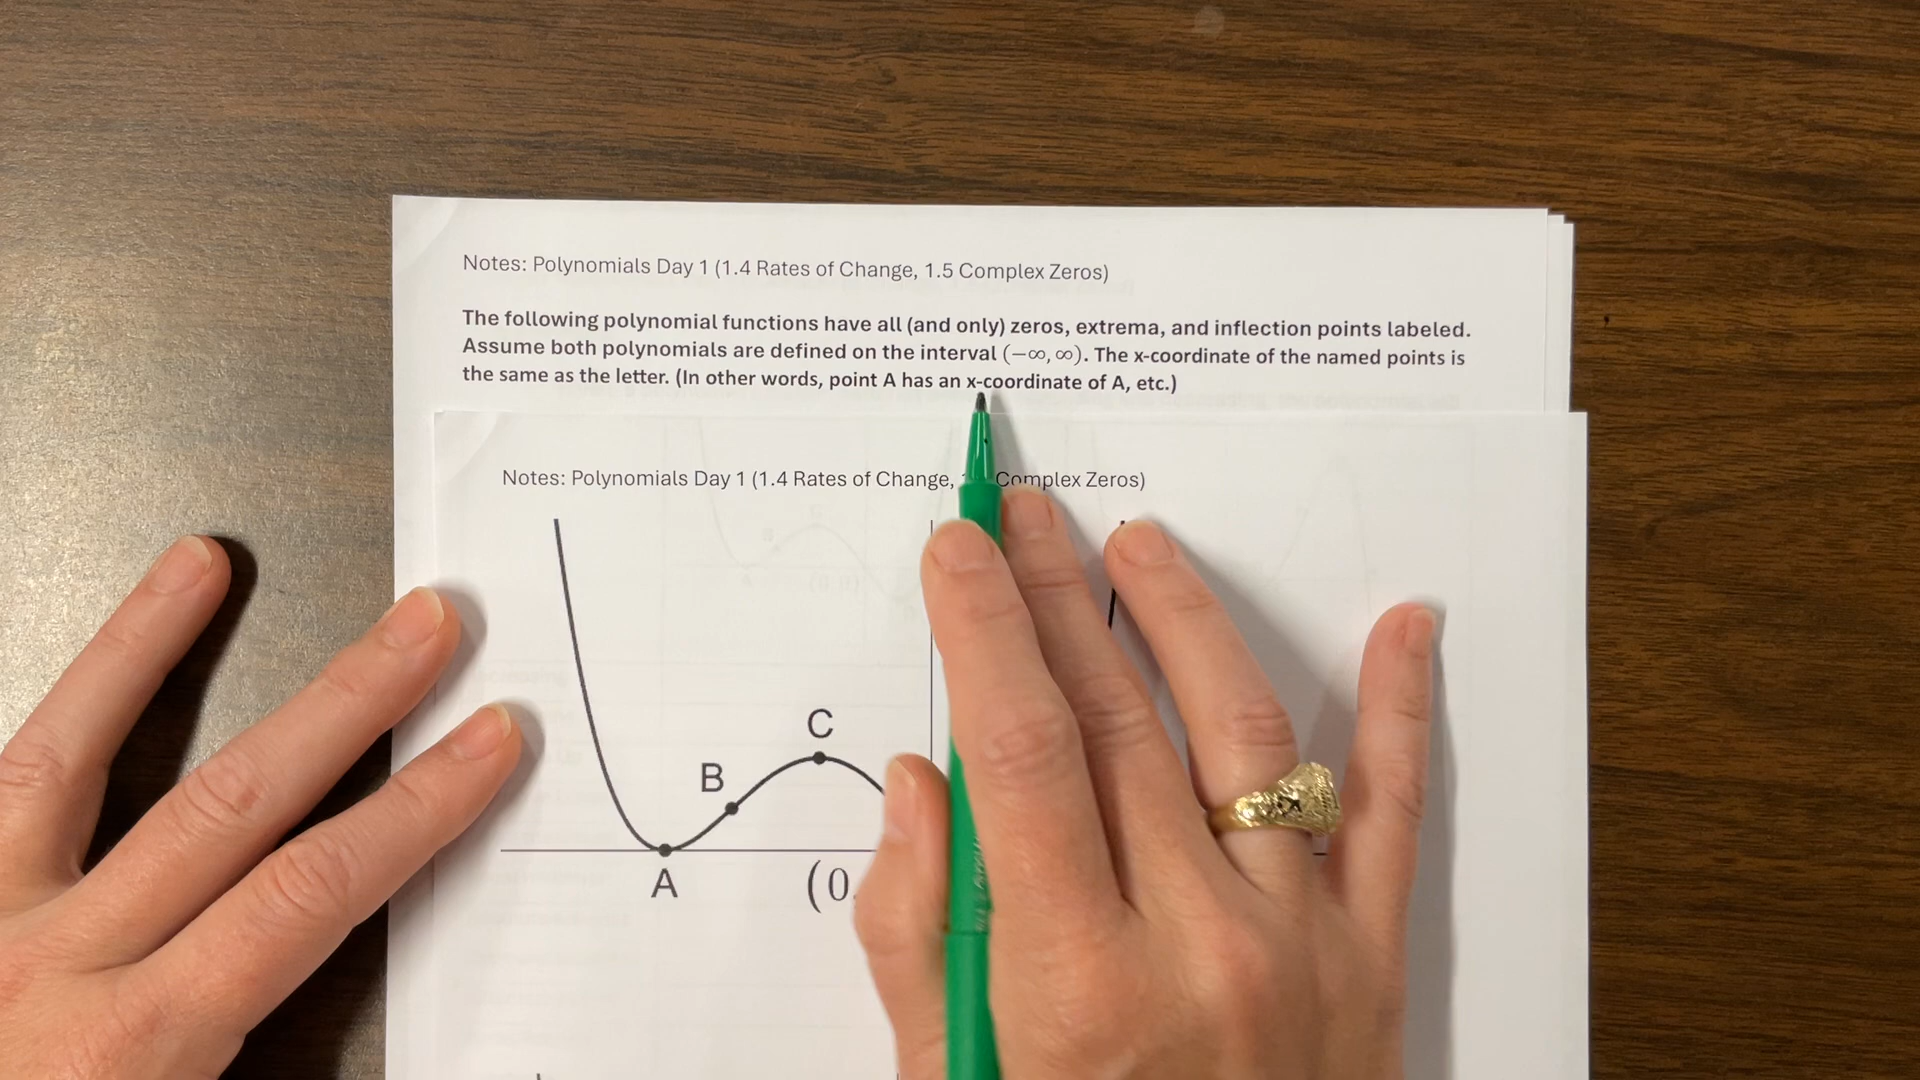 Notes: Polynomials Day 1 (1.4 Rates of Change, 1.5 Complex Zeros)
The following polynomial functions have all (and only) zeros, extrema, and inflection points labeled.
Assume both polynomials are defined on the interval (−∞, ∞). The x-coordinate of the named points is
the same as the letter. (In other words, point A has an x-coordinate of A, etc.)
Notes: Polynomials Day 1 (1.4 Rates of Change, Complex Zeros)
C
B
A
(0,